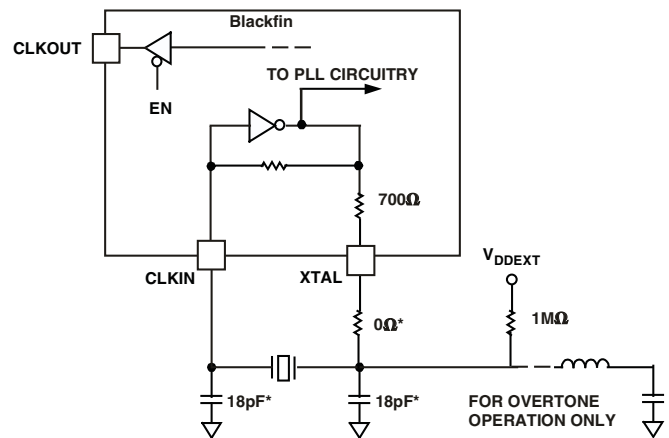 Blackfin
CLKOUT
TO PLL CIRCUITRY
EN
700Ω
CLKIN
XTAL
V_DDEXT
0Ω*
1MΩ
18pF*
18pF*
FOR OVERTONE
OPERATION ONLY